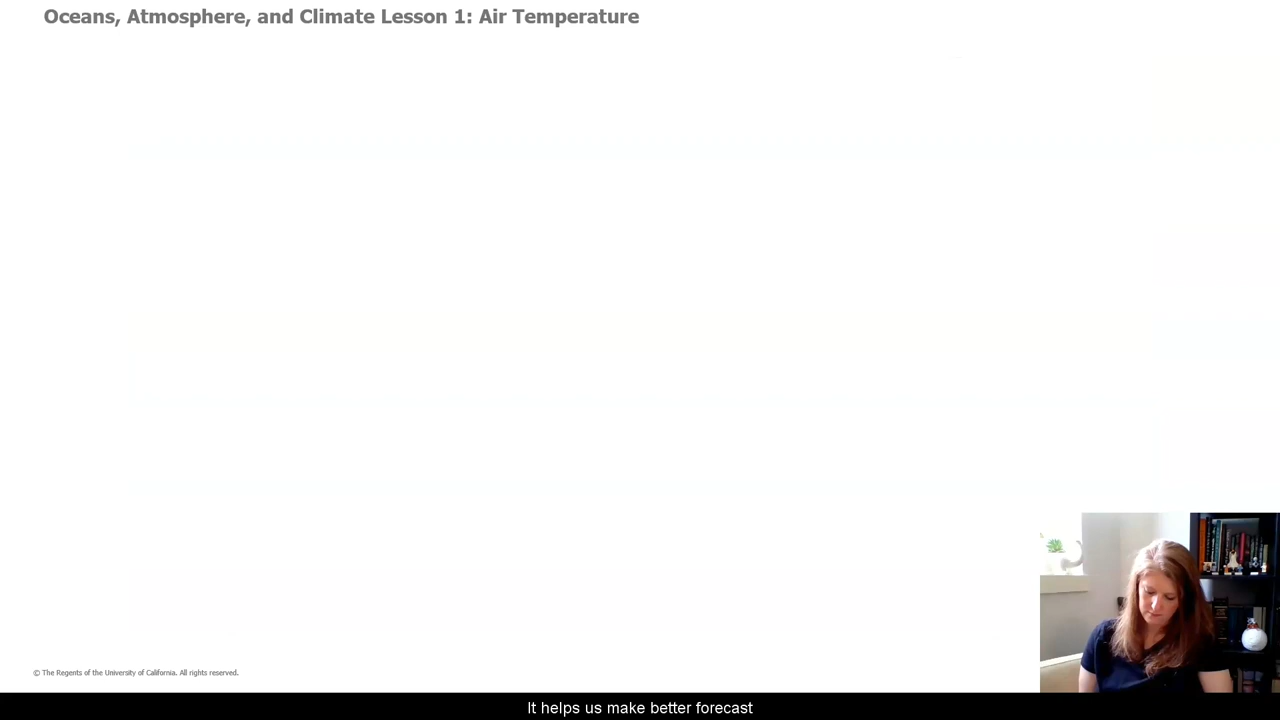 Oceans, Atmosphere, and Climate Lesson 1: Air Temperature
© The Regents of the University of California. All rights reserved.
It helps us make better forecast